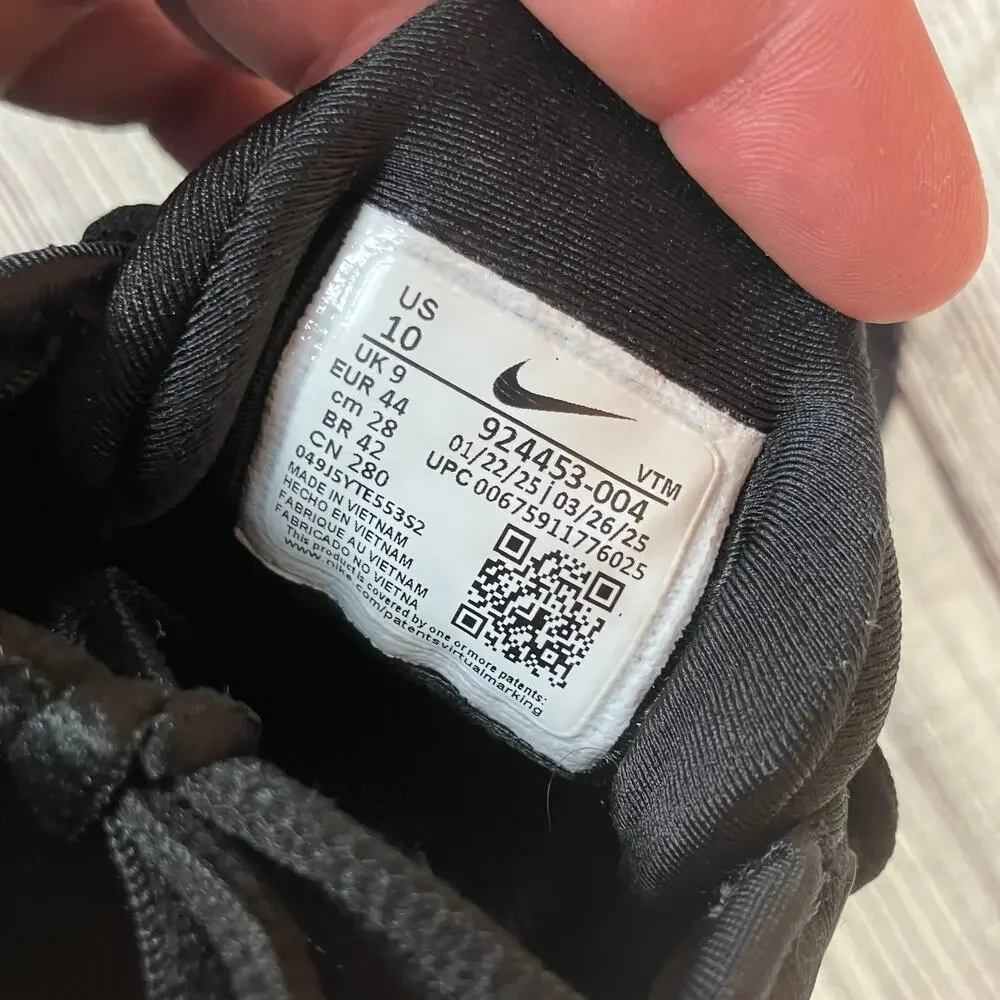 US
10
UK 9
EUR 44
cm 28
BR 42
CN 280
049J5YTE553S2
MADE IN VIETNAM
HECHO EN VIETNAM
FABRIQUE AU VIETNAM
FABRICADO NO VIETNA
This product is covered by one or more patents:
www.nike.com/patentsvirtualmarking
VTM
924453-004
01/22/25 | 03/26/25
UPC 00675911776025